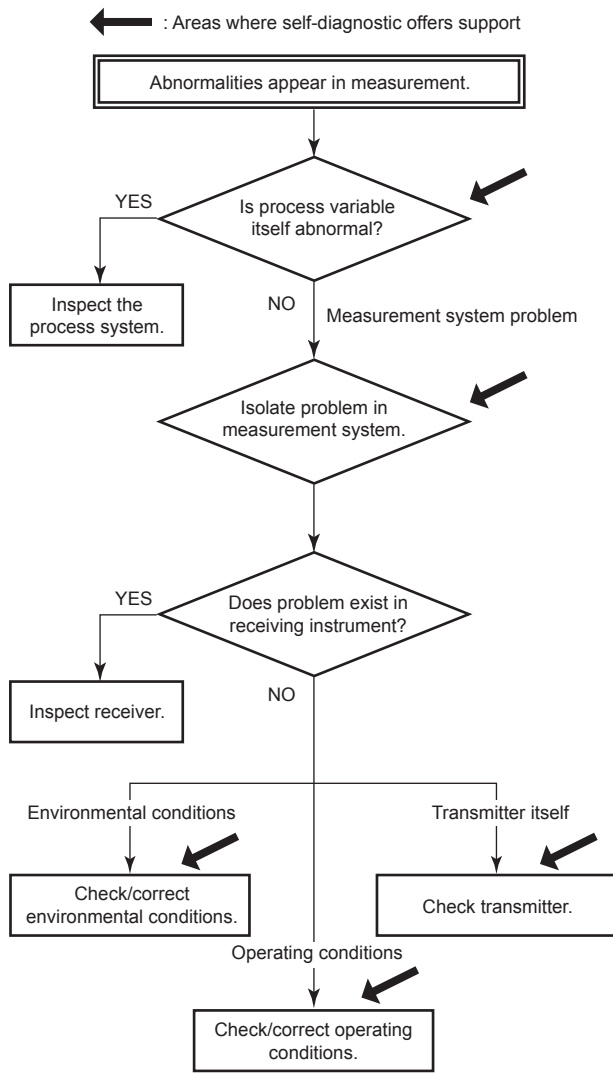 : Areas where self-diagnostic offers support
Abnormalities appear in measurement.
YES
Is process variable
itself abnormal?
Inspect the
process system.
NO
Measurement system problem
Isolate problem in
measurement system.
YES
Does problem exist in
receiving instrument?
Inspect receiver.
NO
Environmental conditions
Transmitter itself
Check/correct
environmental conditions.
Check transmitter.
Operating conditions
Check/correct operating
conditions.